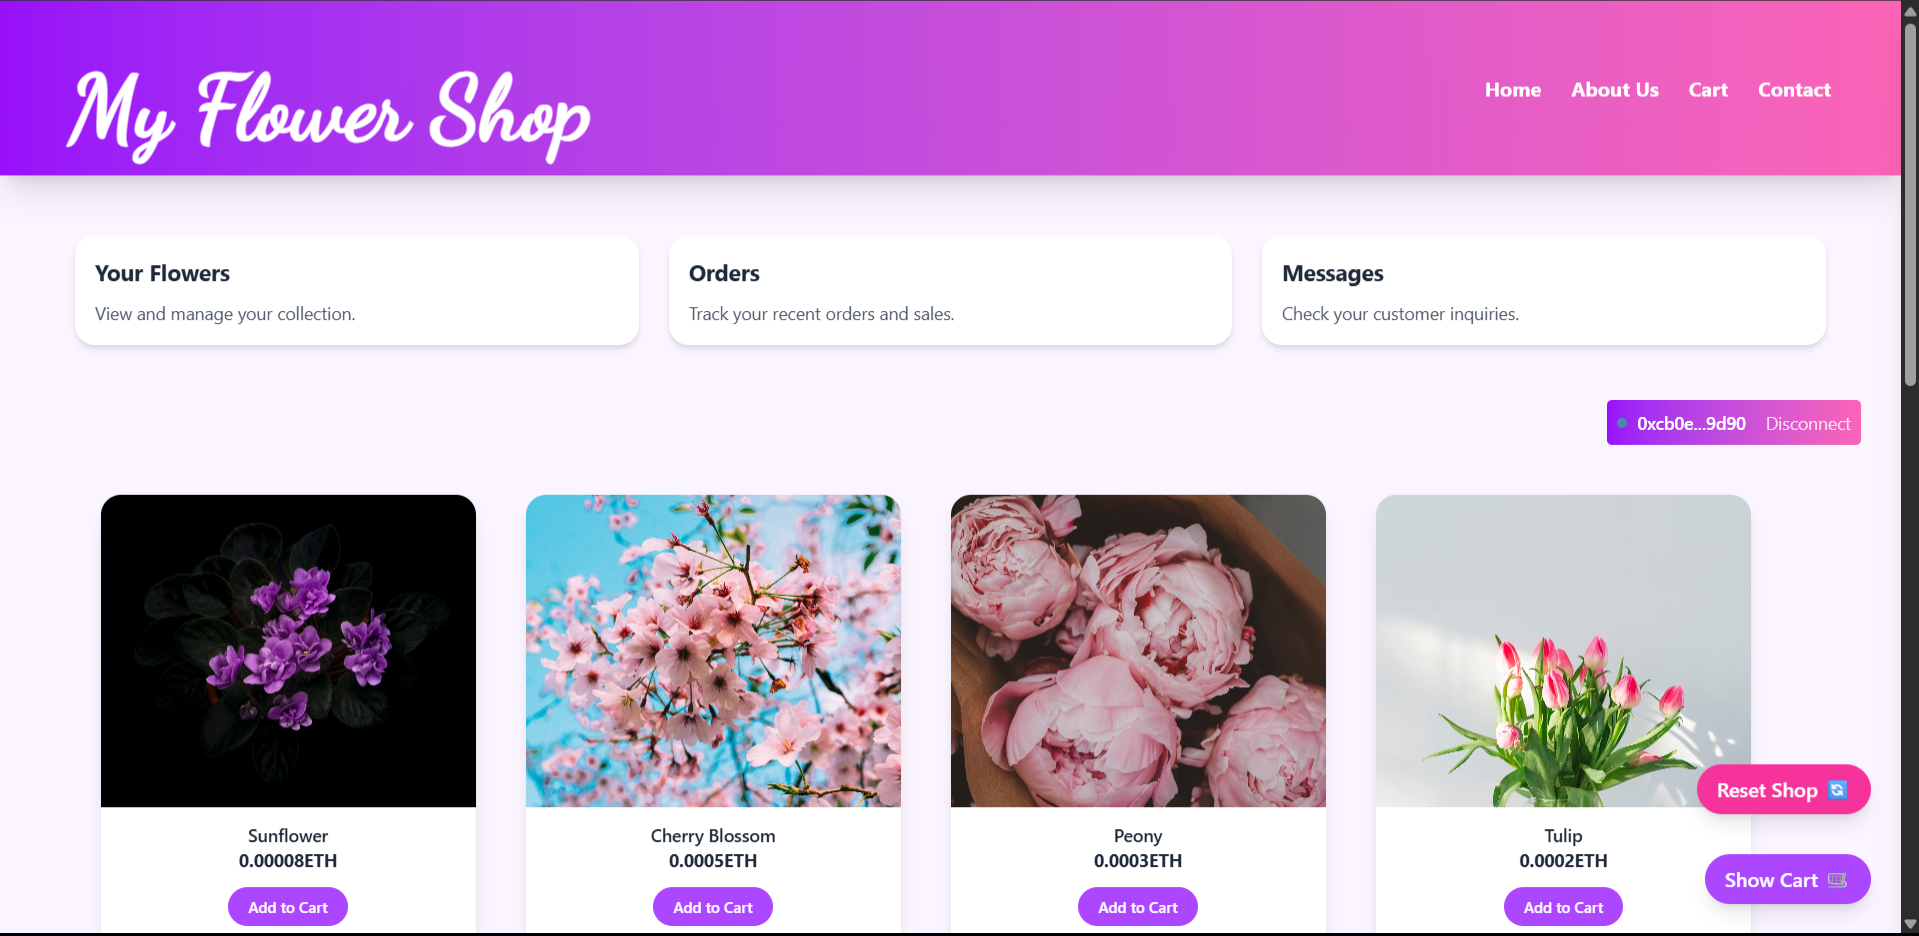 My Flower Shop
Home About Us Cart Contact
Your Flowers
View and manage your collection.
Orders
Track your recent orders and sales.
Messages
Check your customer inquiries.
0xcb0e...9d90 Disconnect
Sunflower
0.00008ETH
Add to Cart
Cherry Blossom
0.0005ETH
Add to Cart
Peony
0.0003ETH
Add to Cart
Tulip
0.0002ETH
Add to Cart
Reset Shop
Show Cart